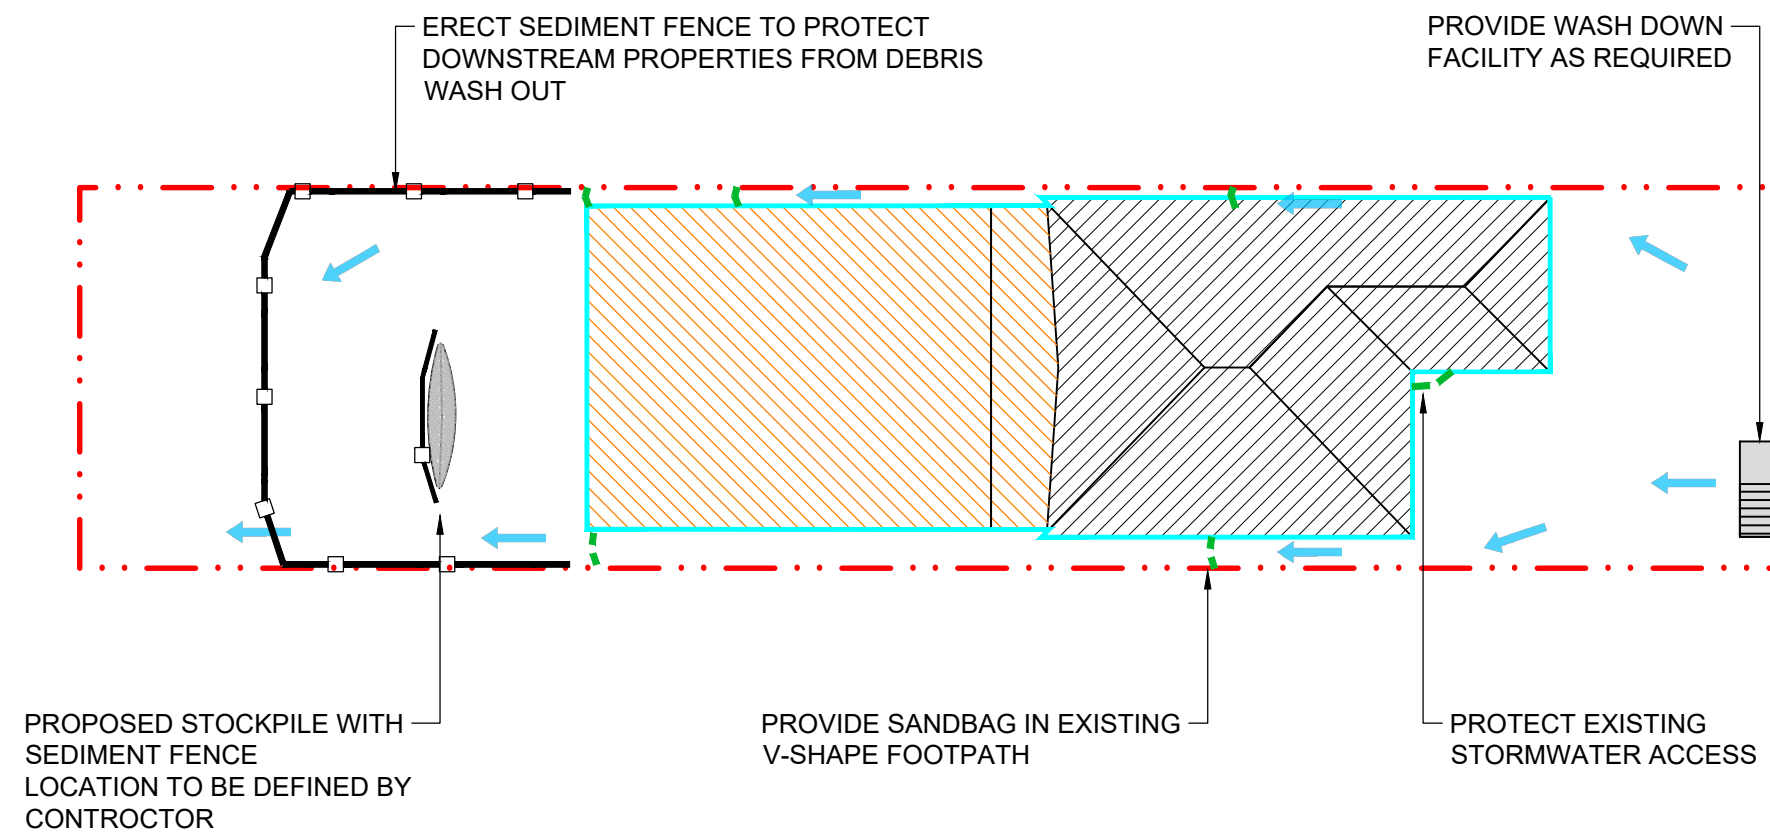 ERECT SEDIMENT FENCE TO PROTECT
DOWNSTREAM PROPERTIES FROM DEBRIS
WASH OUT
PROVIDE WASH DOWN
FACILITY AS REQUIRED
PROPOSED STOCKPILE WITH
SEDIMENT FENCE
LOCATION TO BE DEFINED BY
CONTROCTOR
PROVIDE SANDBAG IN EXISTING
V-SHAPE FOOTPATH
PROTECT EXISTING
STORMWATER ACCESS